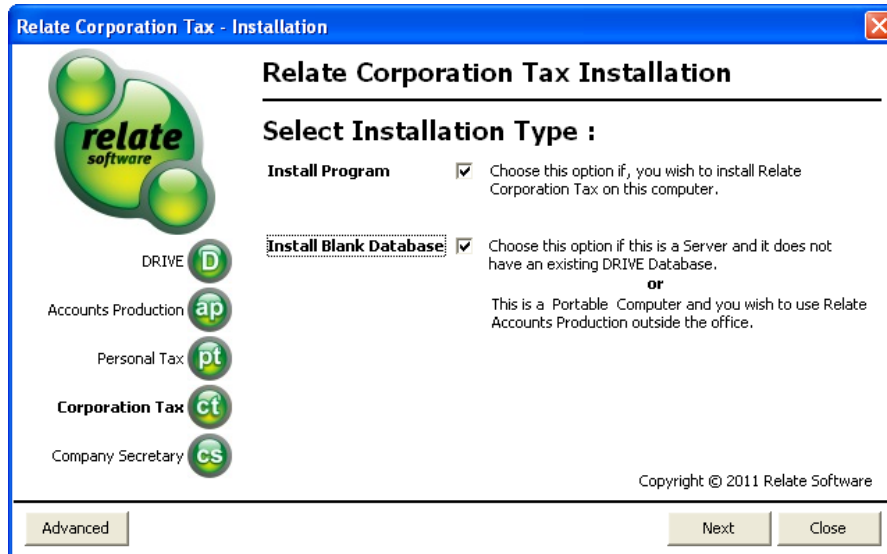 Relate Corporation Tax - Installation
Relate Corporation Tax Installation
relate
software
Select Installation Type :
Install Program
Choose this option if, you wish to install Relate
Corporation Tax on this computer.
Install Blank Database
Choose this option if this is a Server and it does not
have an existing DRIVE Database.
or
This is a Portable Computer and you wish to use Relate
Accounts Production outside the office.
DRIVE D
Accounts Production ap
Personal Tax pt
Corporation Tax ct
Company Secretary cs
Copyright © 2011 Relate Software
Advanced
Next
Close